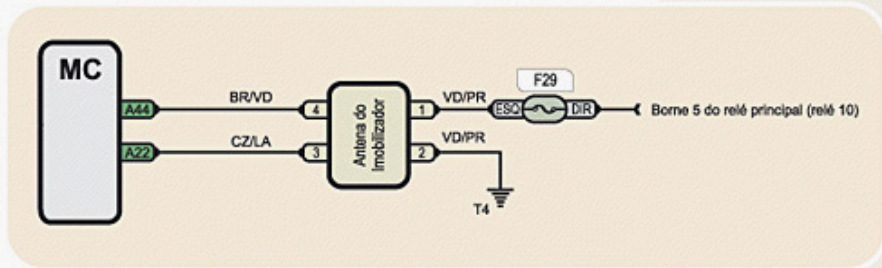 MC
A44
BR/VD
4
Antena do
Imobilizador
1
VD/PR
ESQ
F29
DIR
Borne 5 do relé principal (relé 10)
A22
CZ/LA
3
2
VD/PR
T4